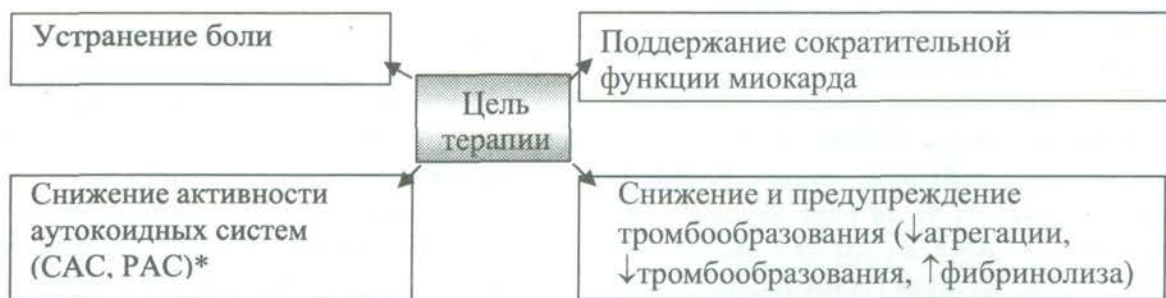 Устранение боли
Поддержание сократительной
функции миокарда
Цель
терапии
Снижение активности
аутокоидных систем
(САС, РАС)*
Снижение и предупреждение
тромбообразования (↓агрегации,
↓тромбообразования, ↑фибринолиза)